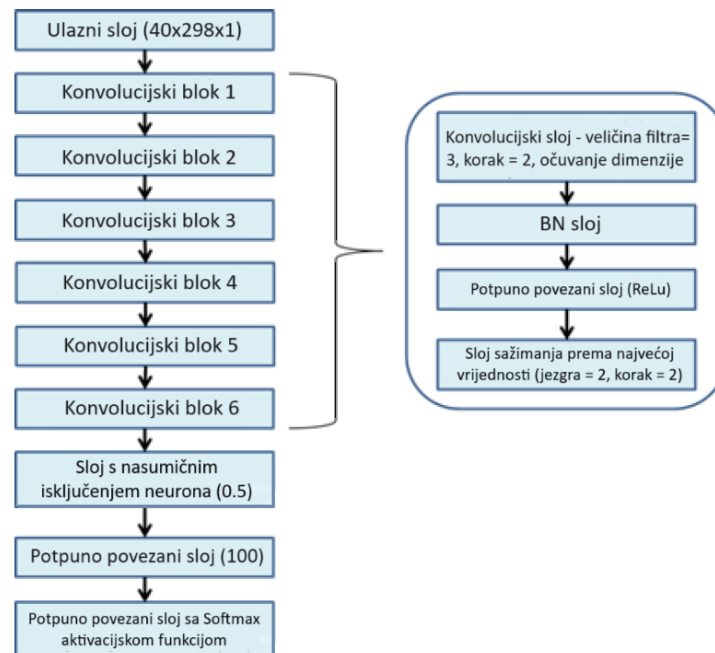 Ulazni sloj (40x298x1)
Konvolucijski blok 1
Konvolucijski blok 2
Konvolucijski blok 3
Konvolucijski blok 4
Konvolucijski blok 5
Konvolucijski blok 6
Sloj s nasumičnim
isključenjem neurona (0.5)
Potpuno povezani sloj (100)
Potpuno povezani sloj sa Softmax
aktivacijskom funkcijom
Konvolucijski sloj - veličina filtra=
3, korak = 2, očuvanje dimenzije
BN sloj
Potpuno povezani sloj (ReLu)
Sloj sažimanja prema najvećoj
vrijednosti (jezgra = 2, korak = 2)